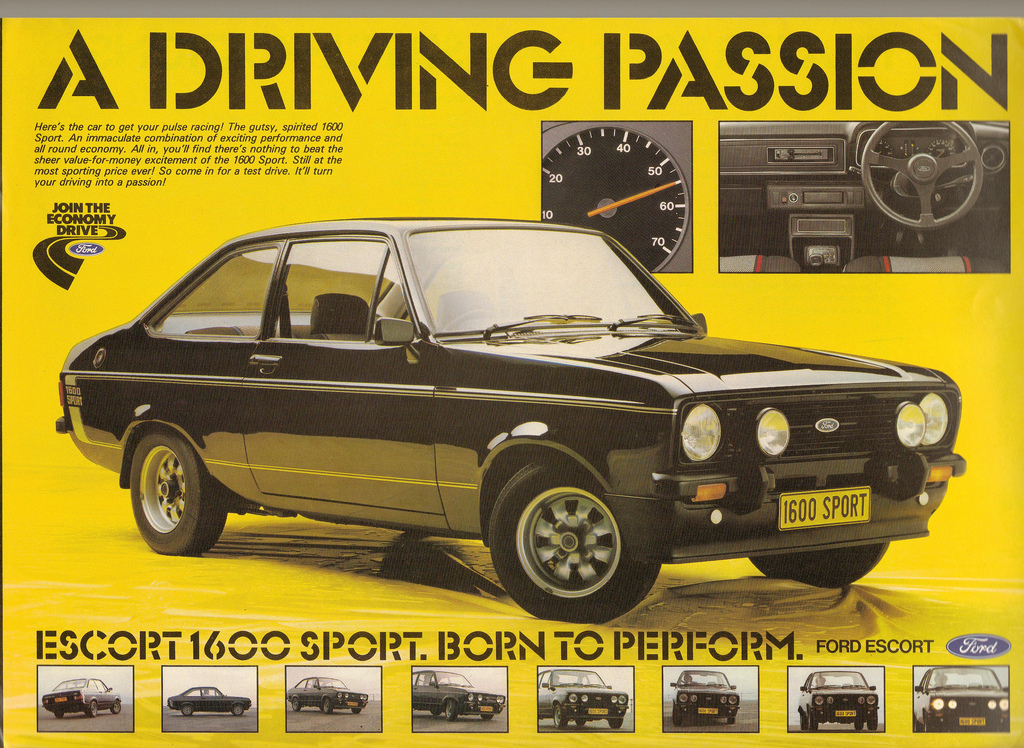 A DRIVING PASSION
Here's the car to get your pulse racing! The gutsy, spirited 1600
Sport. An immaculate combination of exciting performance and
all round economy. All in, you'll find there's nothing to beat the
sheer value-for-money excitement of the 1600 Sport. Still at the
most sporting price ever! So come in for a test drive. It'll turn
your driving into a passion!
JOIN THE
ECONOMY
DRIVE
Ford
10
20
30
40
50
60
70
1600
SPORT
Ford
1600 SPORT
ESCORT 1600 SPORT. BORN TO PERFORM.
FORD ESCORT
Ford